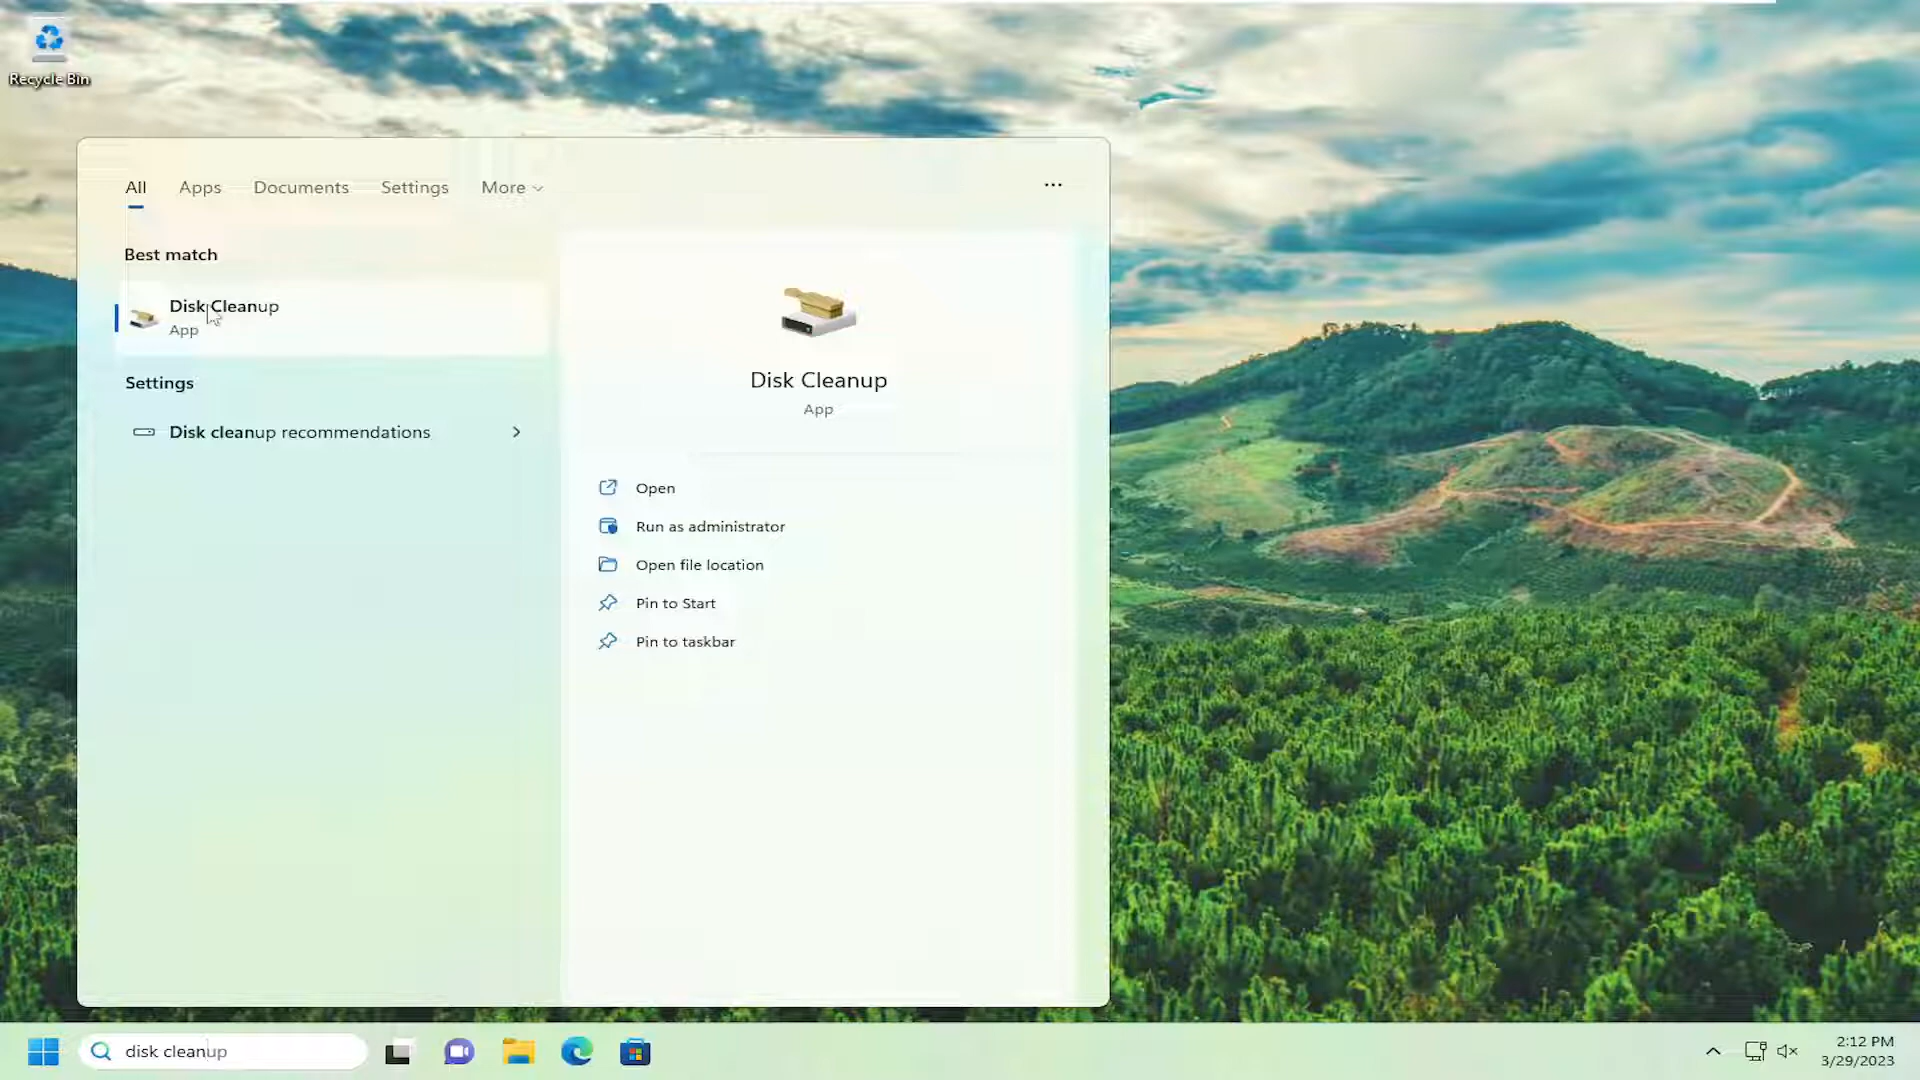 Recycle Bin
All Apps Documents Settings More
Best match
Disk Cleanup
App
Settings
Disk cleanup recommendations
Disk Cleanup
App
Open
Run as administrator
Open file location
Pin to Start
Pin to taskbar
disk cleanup
2:12 PM
3/29/2023